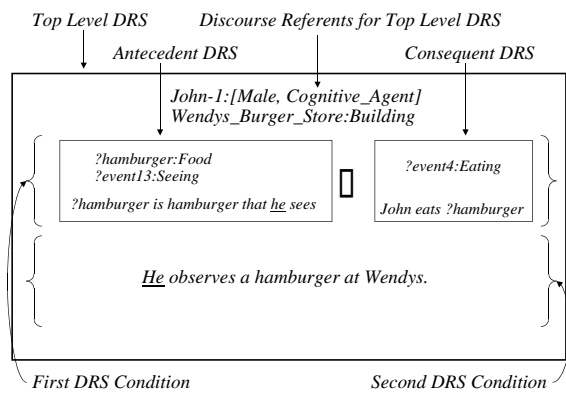 Top Level DRS
Discourse Referents for Top Level DRS
Antecedent DRS
Consequent DRS
John-1:[Male, Cognitive_Agent]
Wendys_Burger_Store:Building
?hamburger:Food
?event13:Seeing
?hamburger is hamburger that he sees
?event4:Eating
John eats ?hamburger
He observes a hamburger at Wendys.
First DRS Condition
Second DRS Condition